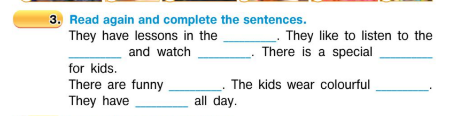 3. Read again and complete the sentences.
They have lessons in the ________. They like to listen to the
________ and watch ________. There is a special ________
for kids.
There are funny ________. The kids wear colourful ________.
They have ________ all day.